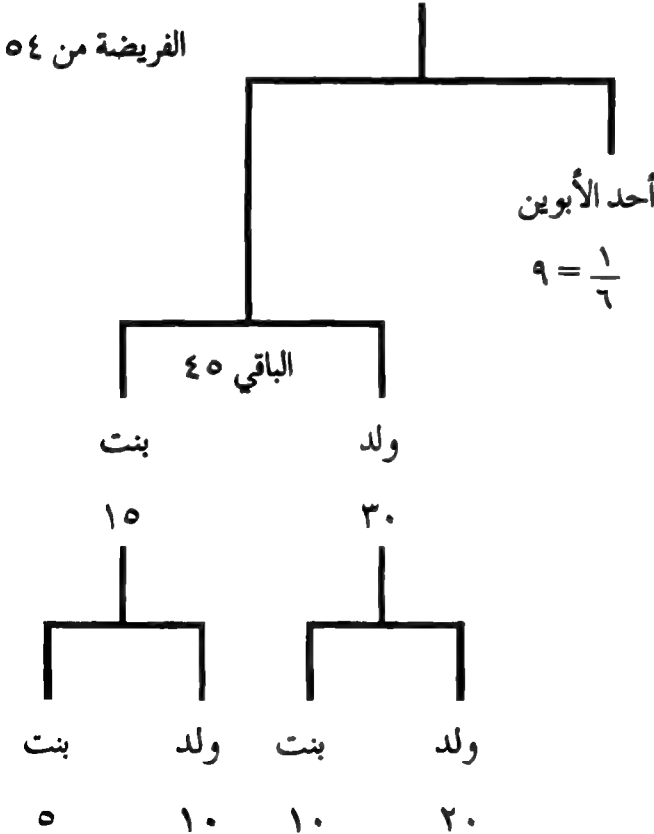 الفريضة من ٥٤
أحد الأبوين
١/٦ = ٩
الباقي ٤٥
ولد بنت
٣٠ ١٥
ولد بنت ولد بنت
٢٠ ١٠ ١٠ ٥